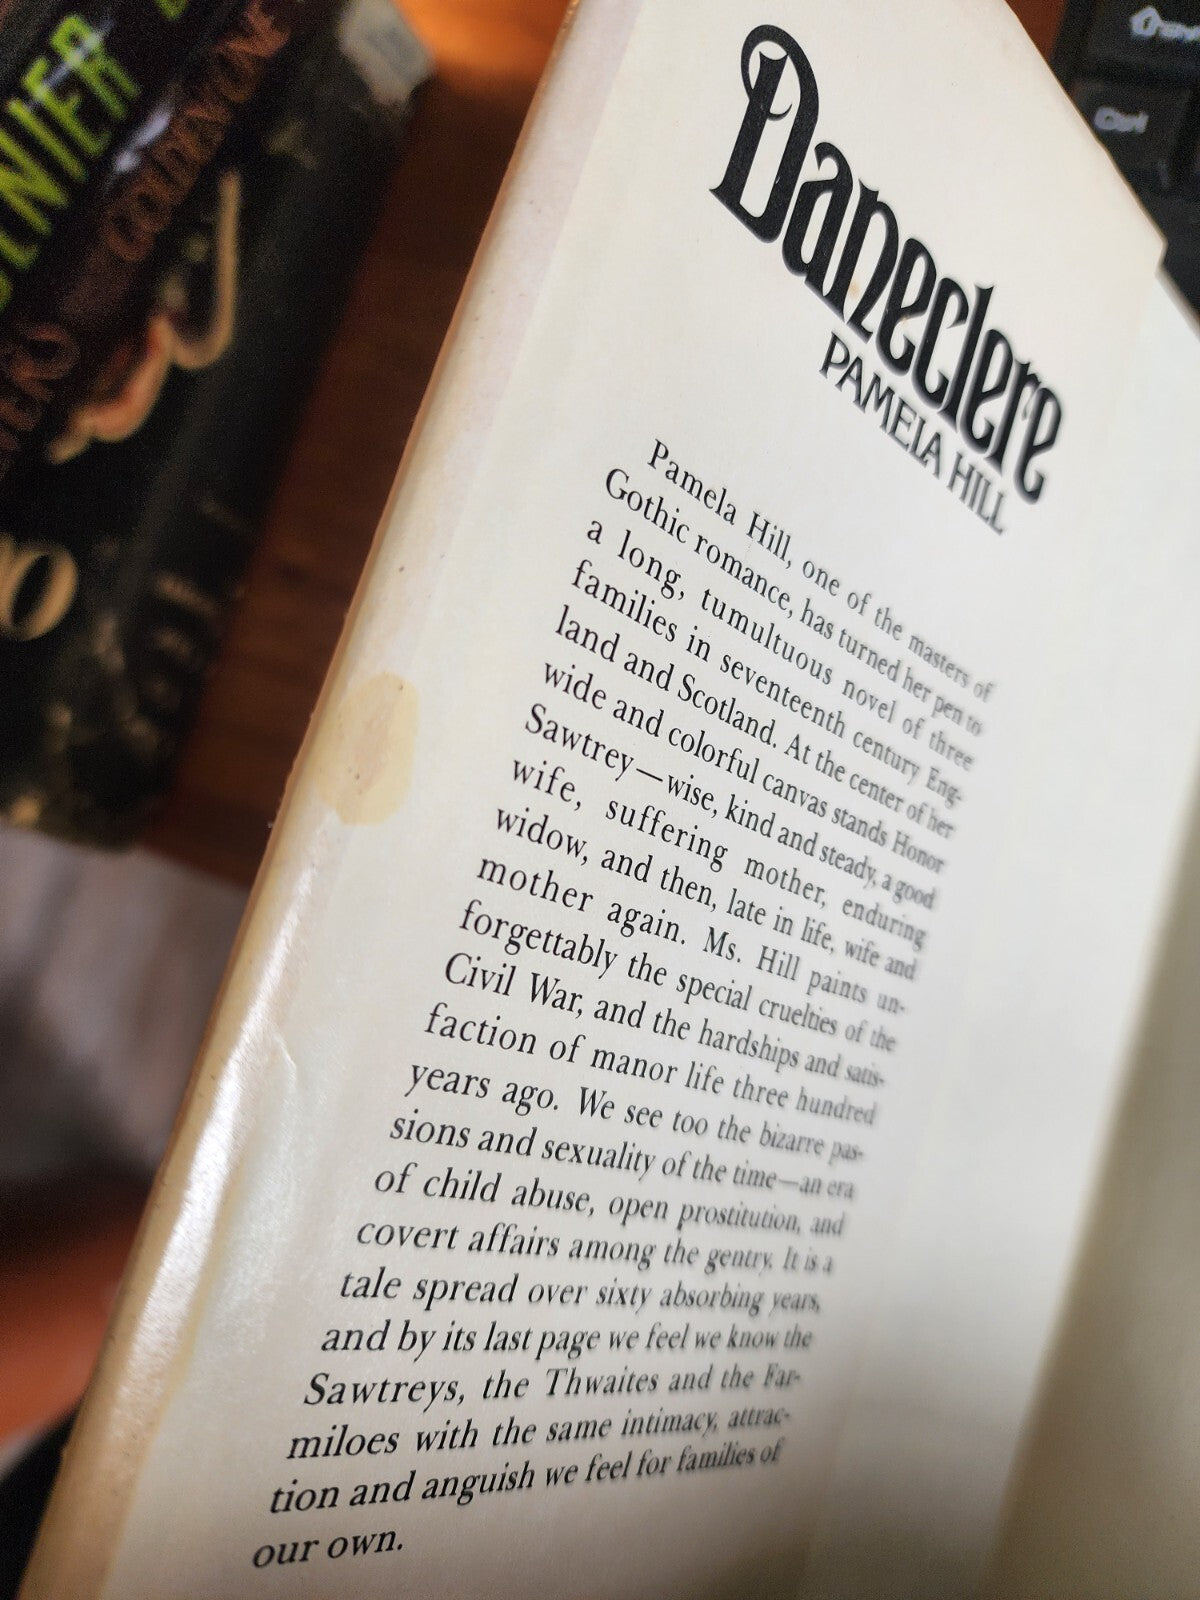 Daneclere
PAMELA HILL
Pamela Hill, one of the masters of
Gothic romance, has turned her pen to
a long, tumultuous novel of three
families in seventeenth century Eng-
land and Scotland. At the center of her
wide and colorful canvas stands Honor
Sawtrey—wise, kind and steady, a good
wife, suffering mother, enduring
widow, and then, late in life, wife and
mother again. Ms. Hill paints un-
forgettably the special cruelties of the
Civil War, and the hardships and satis-
faction of manor life three hundred
years ago. We see too the bizarre pas-
sions and sexuality of the time—an era
of child abuse, open prostitution, and
covert affairs among the gentry. It is a
tale spread over sixty absorbing years,
and by its last page we feel we know the
Sawtreys, the Thwaites and the Far-
miloes with the same intimacy, attrac-
tion and anguish we feel for families of
our own.
GOLDEN ONE
Ctrl